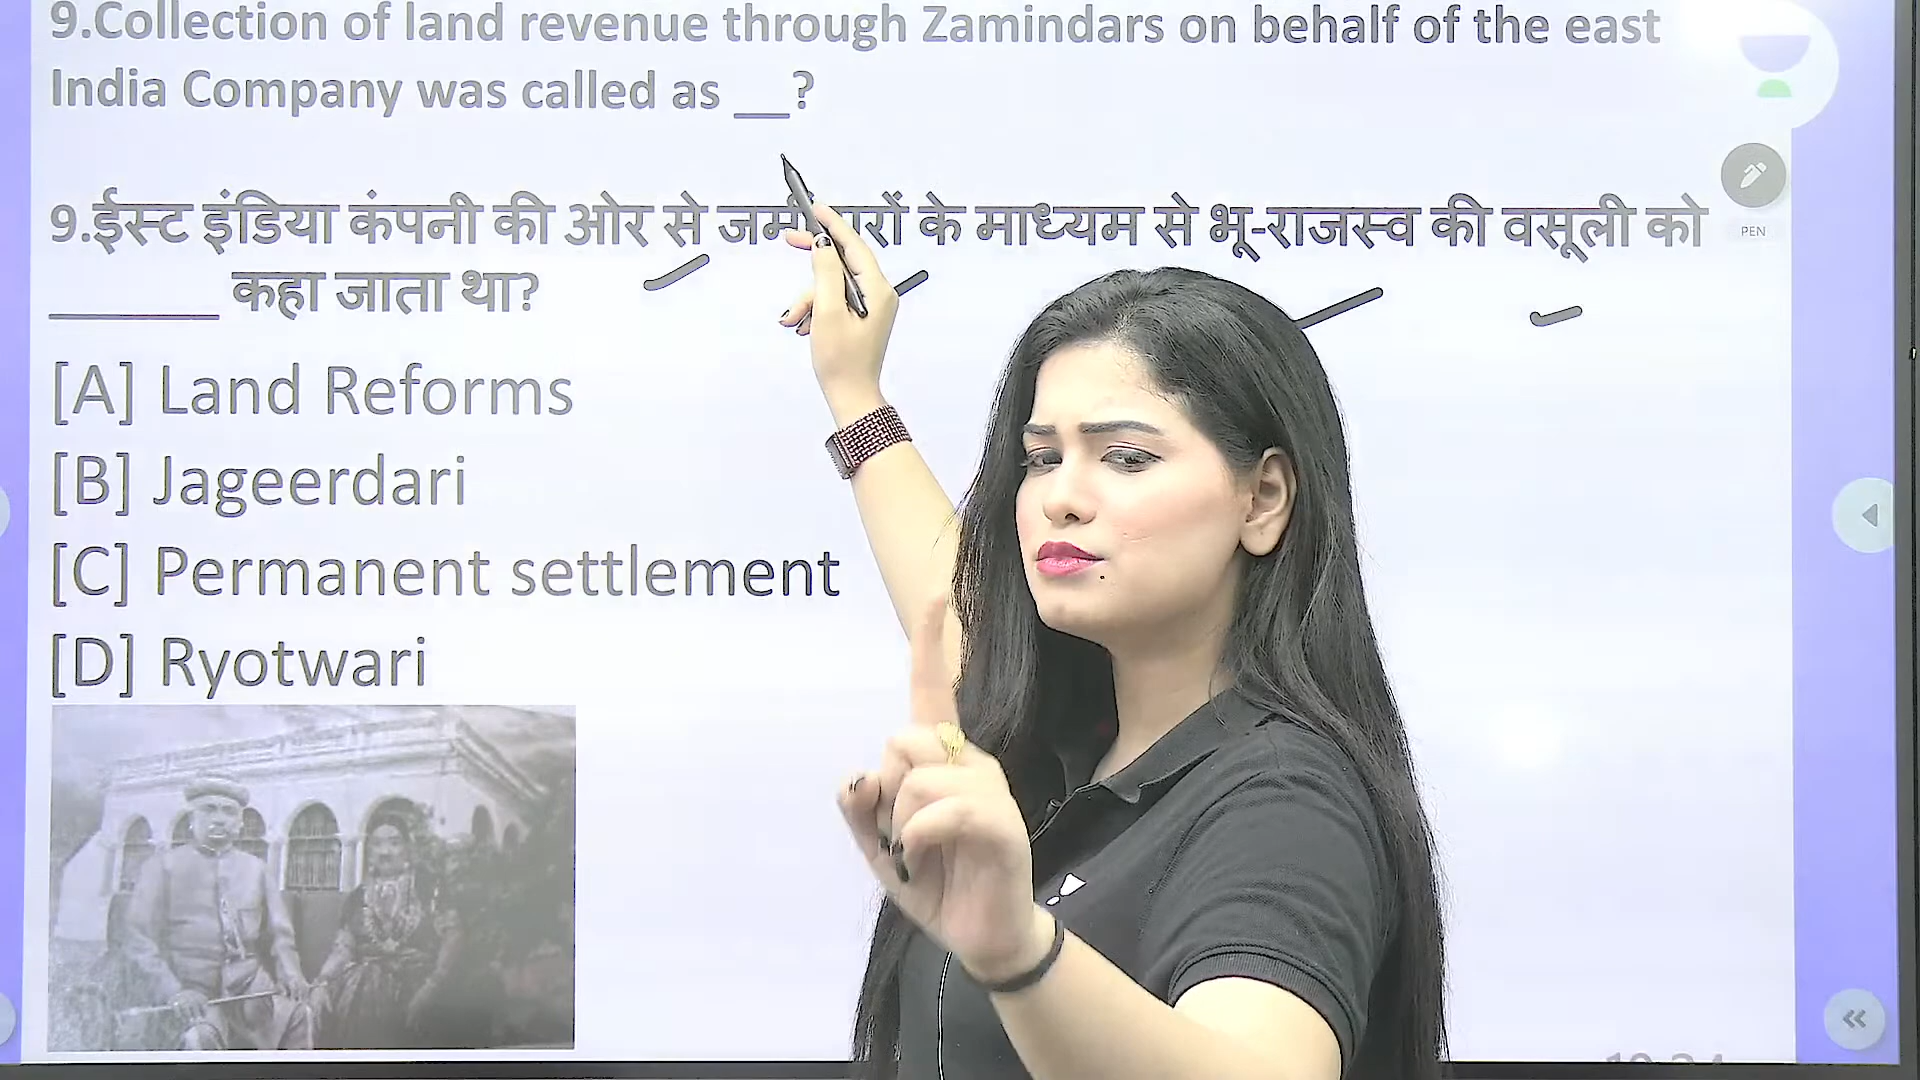 9.Collection of land revenue through Zamindars on behalf of the east
India Company was called as __?
PEN
9.ईस्ट इंडिया कंपनी की ओर से के माध्यम से भू-राजस्व की वसूली को
______ कहा जाता था?
[A] Land Reforms
[B] Jageerdari
[C] Permanent settlement
[D] Ryotwari